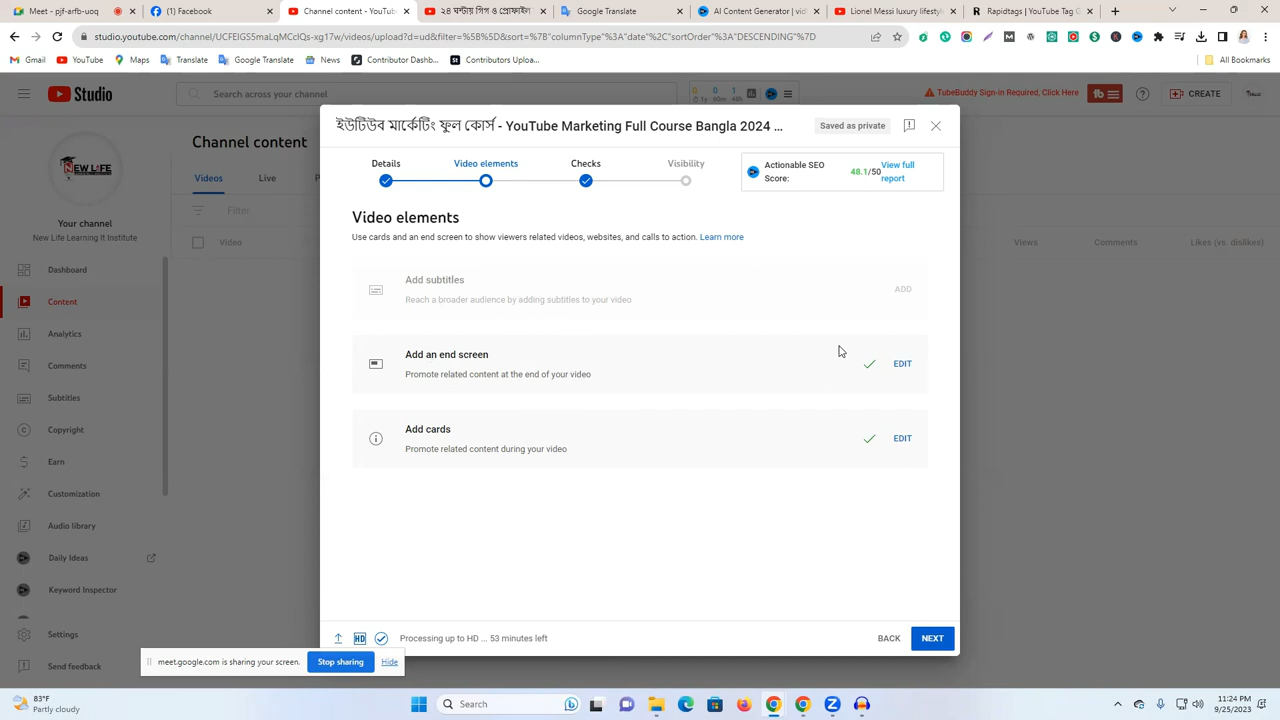 Meet - pjf-arfb-uoq
(1) Facebook
Channel content - YouTub
২৪ ঘন্টায় গিগ ও প্রোফাইল
Google Translate
AI Content Generator
Lionel Messi luxury lifestyle
Rapidtags | YouTube Tag G
studio.youtube.com/channel/UCFEIGS5maLqMCcIQs-xg17w/videos/upload?d=ud&filter=%5B%5D&sort=%7B"columnType"%3A"date"%2C"sortOrder"%3A"DESCENDING"%7D
Gmail
YouTube
Maps
Translate
Google Translate
News
Contributor Dashb...
Contributors Uploa...
All Bookmarks
Studio
Search across your channel
TubeBuddy Sign-in Required, Click Here
CREATE
NEW LIFE
Your channel
New Life Learning It Institute
Dashboard
Content
Analytics
Comments
Subtitles
Copyright
Earn
Customization
Audio library
Daily Ideas
Keyword Inspector
Settings
Send feedback
Channel content
Videos
Live
P
Filter
Video
Views
Comments
Likes (vs. dislikes)
ইউটিউব মার্কেটিং ফুল কোর্স - YouTube Marketing Full Course Bangla 2024 ...
Saved as private
Details
Video elements
Checks
Visibility
Actionable SEO Score:
48.1/50
View full report
Video elements
Use cards and an end screen to show viewers related videos, websites, and calls to action. Learn more
Add subtitles
Reach a broader audience by adding subtitles to your video
ADD
Add an end screen
Promote related content at the end of your video
EDIT
Add cards
Promote related content during your video
EDIT
HD
Processing up to HD ... 53 minutes left
BACK
NEXT
meet.google.com is sharing your screen.
Stop sharing
Hide
83°F
Partly cloudy
Search
11:24 PM
9/25/2023